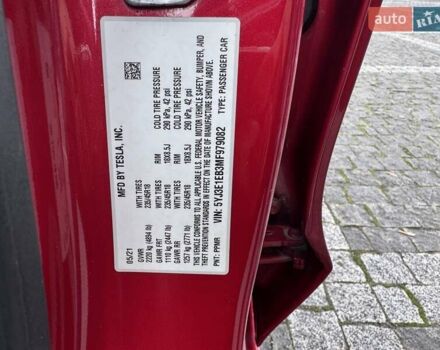 auto RIA
MFD BY TESLA, INC.
05/21
GVWR WITH TIRES RIM COLD TIRE PRESSURE
2220 kg (4894 lb) 235/45R18 18X8.5J 290 kPa, 42 psi
GAWR FRT WITH TIRES RIM COLD TIRE PRESSURE
1110 kg (2447 lb) 235/45R18 18X8.5J 290 kPa, 42 psi
GAWR RR
1257 kg (2771 lb)
THIS VEHICLE CONFORMS TO ALL APPLICABLE U.S. FEDERAL MOTOR VEHICLE SAFETY, BUMPER, AND
THEFT PREVENTION STANDARDS IN EFFECT ON THE DATE OF MANUFACTURE SHOWN ABOVE.
VIN: 5YJ3E1EB3MF979082 TYPE: PASSENGER CAR
PNT: PPMR